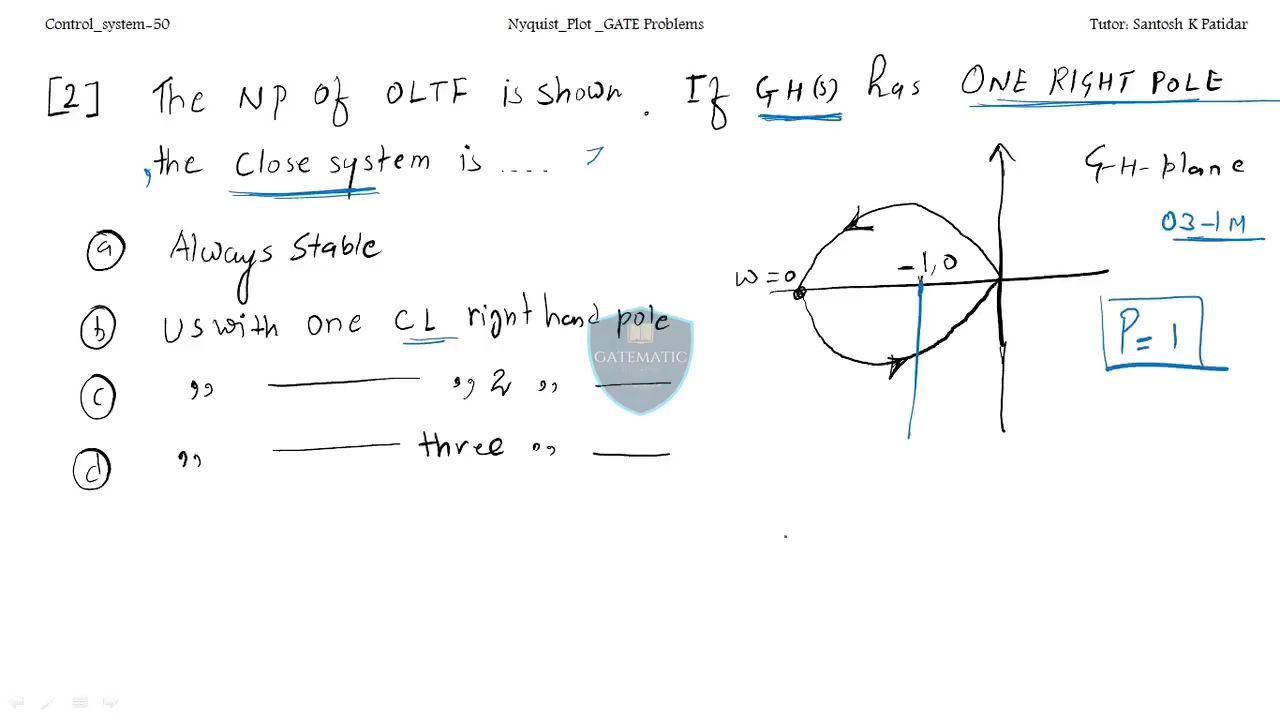 Control_system-50
Nyquist_Plot _GATE Problems
Tutor: Santosh K Patidar
[2] The NP of OLTF is shown. If GH(s) has ONE RIGHT POLE
, the Close system is ....
G-H-plane
03-1M
(a) Always Stable
-1,0
ω=0
(b) US with one CL right hand pole
P=1
GATEMATIC
(c) ,, ,, 2 ,,
(d) ,, three ,,